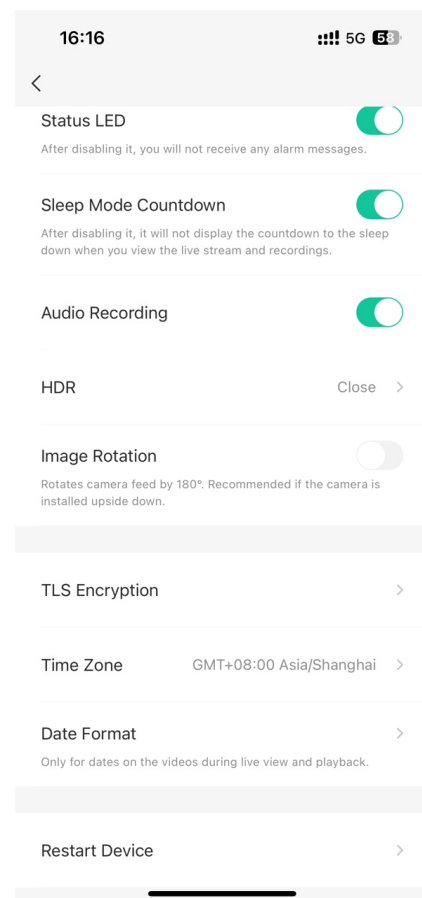 16:16 5G 58
Status LED
After disabling it, you will not receive any alarm messages.
Sleep Mode Countdown
After disabling it, it will not display the countdown to the sleep
down when you view the live stream and recordings.
Audio Recording
HDR Close
Image Rotation
Rotates camera feed by 180°. Recommended if the camera is
installed upside down.
TLS Encryption
Time Zone GMT+08:00 Asia/Shanghai
Date Format
Only for dates on the videos during live view and playback.
Restart Device